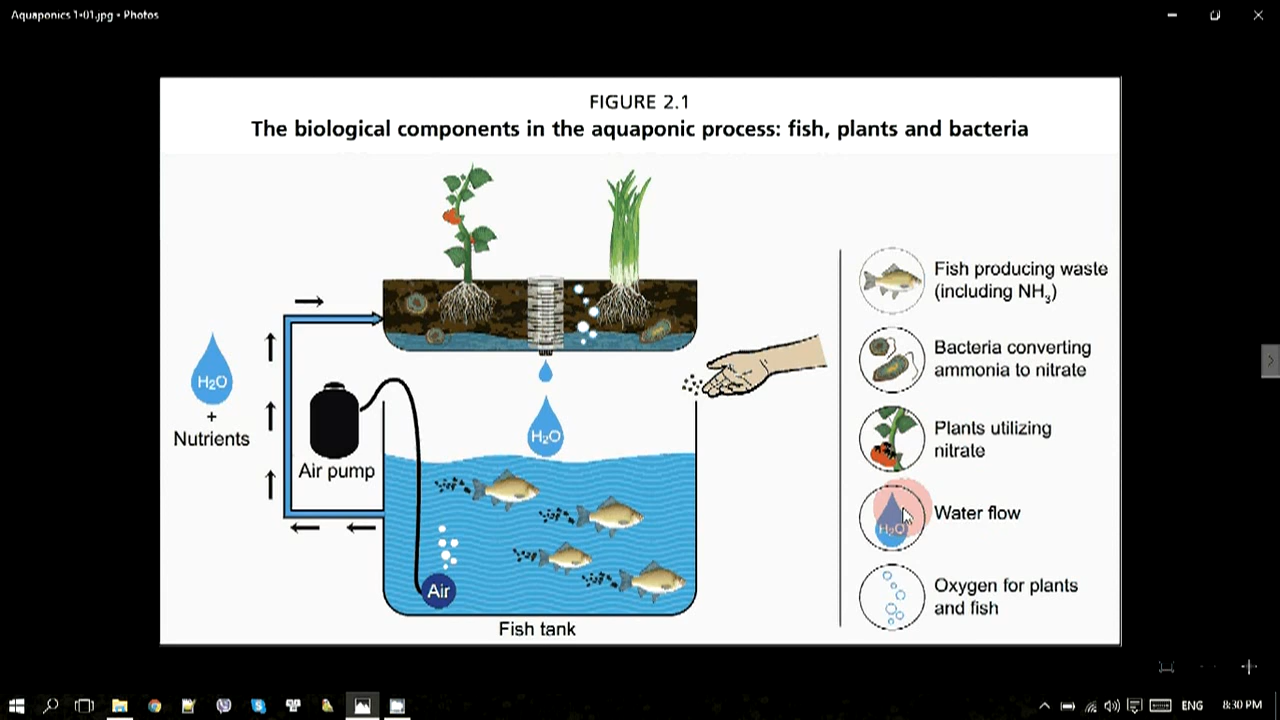 Aquaponics 1-01.jpg - Photos
FIGURE 2.1
The biological components in the aquaponic process: fish, plants and bacteria
H₂O
+
Nutrients
Air pump
H₂O
Air
Fish tank
Fish producing waste
(including NH₃)
Bacteria converting
ammonia to nitrate
Plants utilizing
nitrate
H₂O
Water flow
Oxygen for plants
and fish
ENG
8:30 PM